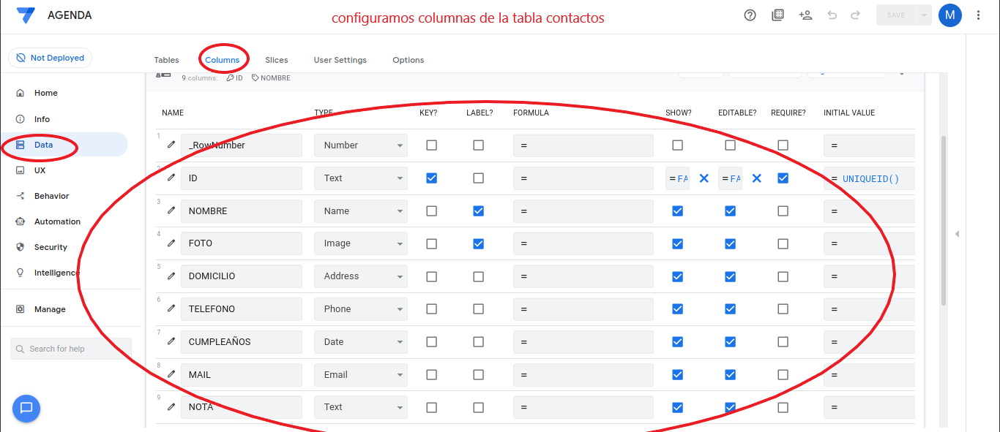 AGENDA
configuramos columnas de la tabla contactos
SAVE
M
Not Deployed
Tables
Columns
Slices
User Settings
Options
9 columns:
ID
NOMBRE
Home
Info
Data
UX
Behavior
Automation
Security
Intelligence
Manage
Search for help
NAME TYPE KEY? LABEL? FORMULA SHOW? EDITABLE? REQUIRE? INITIAL VALUE
1 _RowNumber Number = =
ID Text = = FA = FA = UNIQUEID()
3 NOMBRE Name = =
4 FOTO Image = =
5 DOMICILIO Address = =
6 TELEFONO Phone = =
7 CUMPLEAÑOS Date = =
8 MAIL Email = =
9 NOTA Text = =